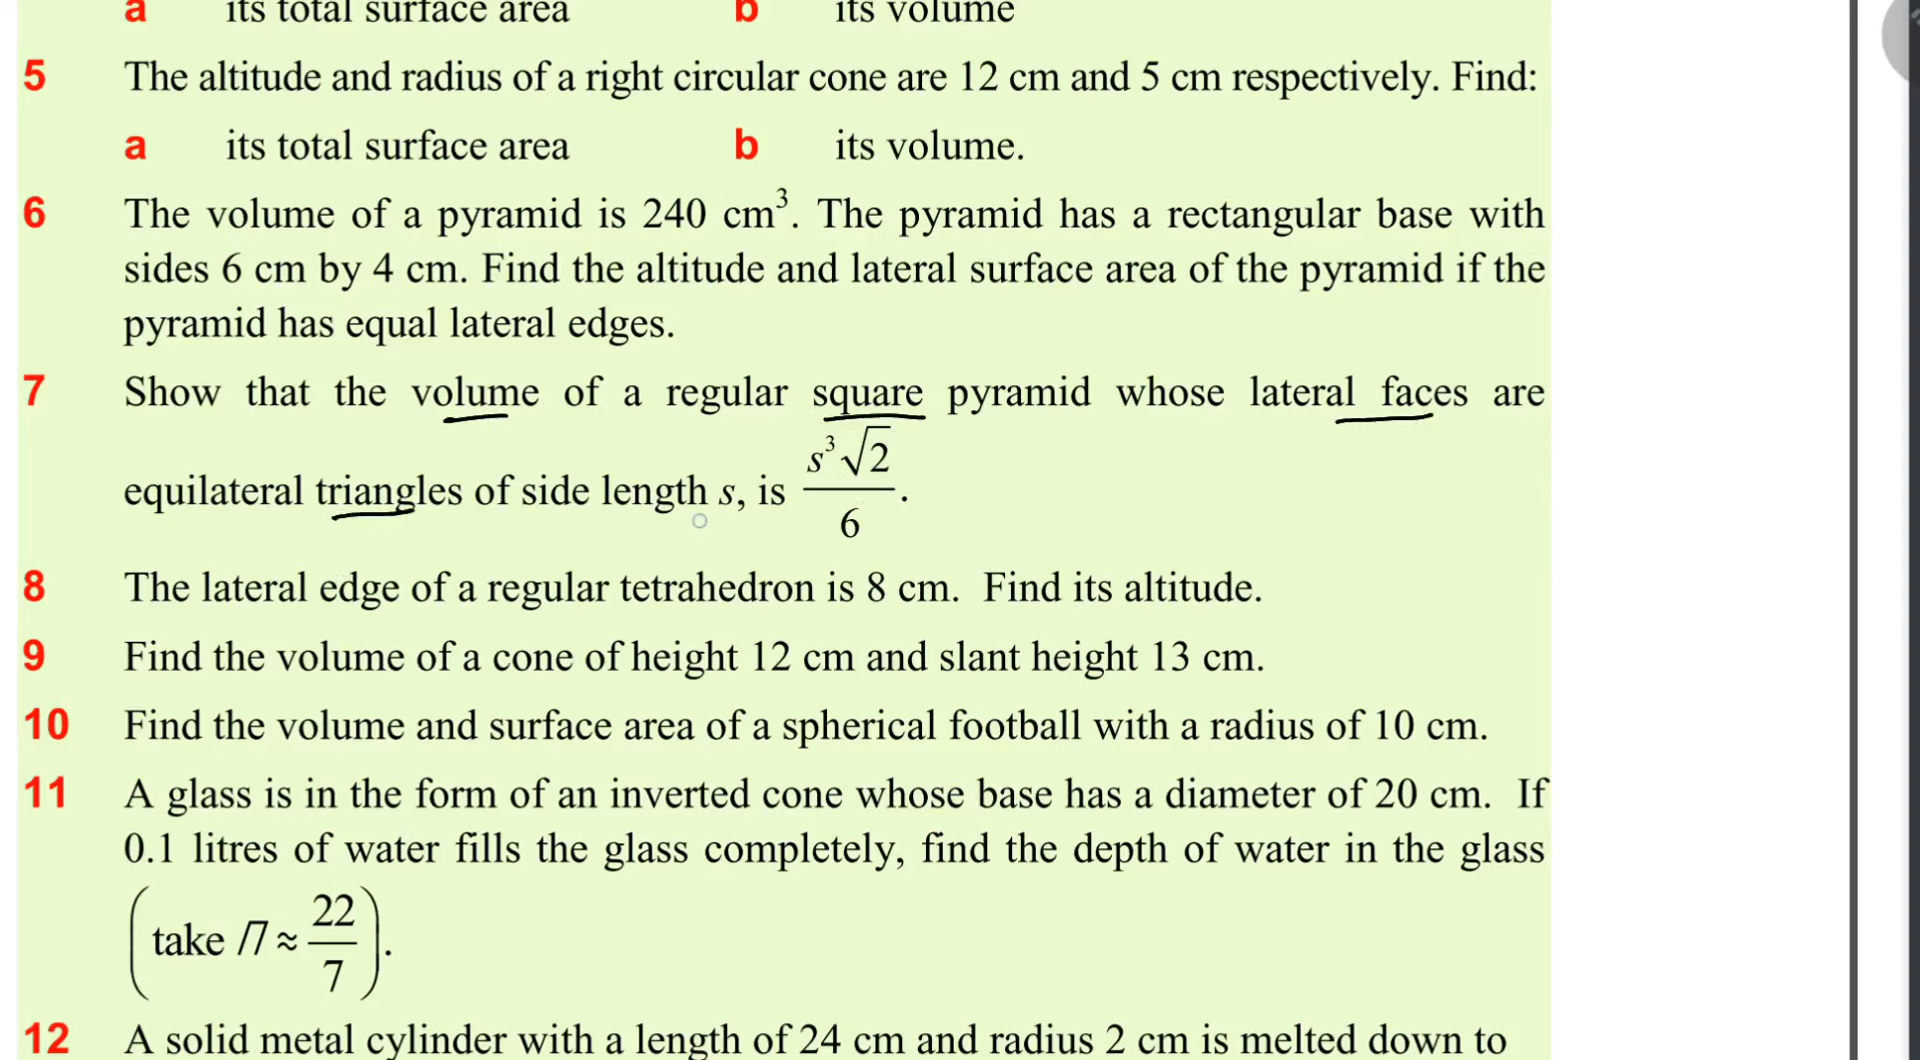 a its total surface area b its volume
5 The altitude and radius of a right circular cone are 12 cm and 5 cm respectively. Find:
a its total surface area b its volume.
6 The volume of a pyramid is 240 cm³. The pyramid has a rectangular base with
sides 6 cm by 4 cm. Find the altitude and lateral surface area of the pyramid if the
pyramid has equal lateral edges.
7 Show that the volume of a regular square pyramid whose lateral faces are
equilateral triangles of side length s, is s³√2/6.
8 The lateral edge of a regular tetrahedron is 8 cm. Find its altitude.
9 Find the volume of a cone of height 12 cm and slant height 13 cm.
10 Find the volume and surface area of a spherical football with a radius of 10 cm.
11 A glass is in the form of an inverted cone whose base has a diameter of 20 cm. If
0.1 litres of water fills the glass completely, find the depth of water in the glass
(take Π ≈ 22/7).
12 A solid metal cylinder with a length of 24 cm and radius 2 cm is melted down to